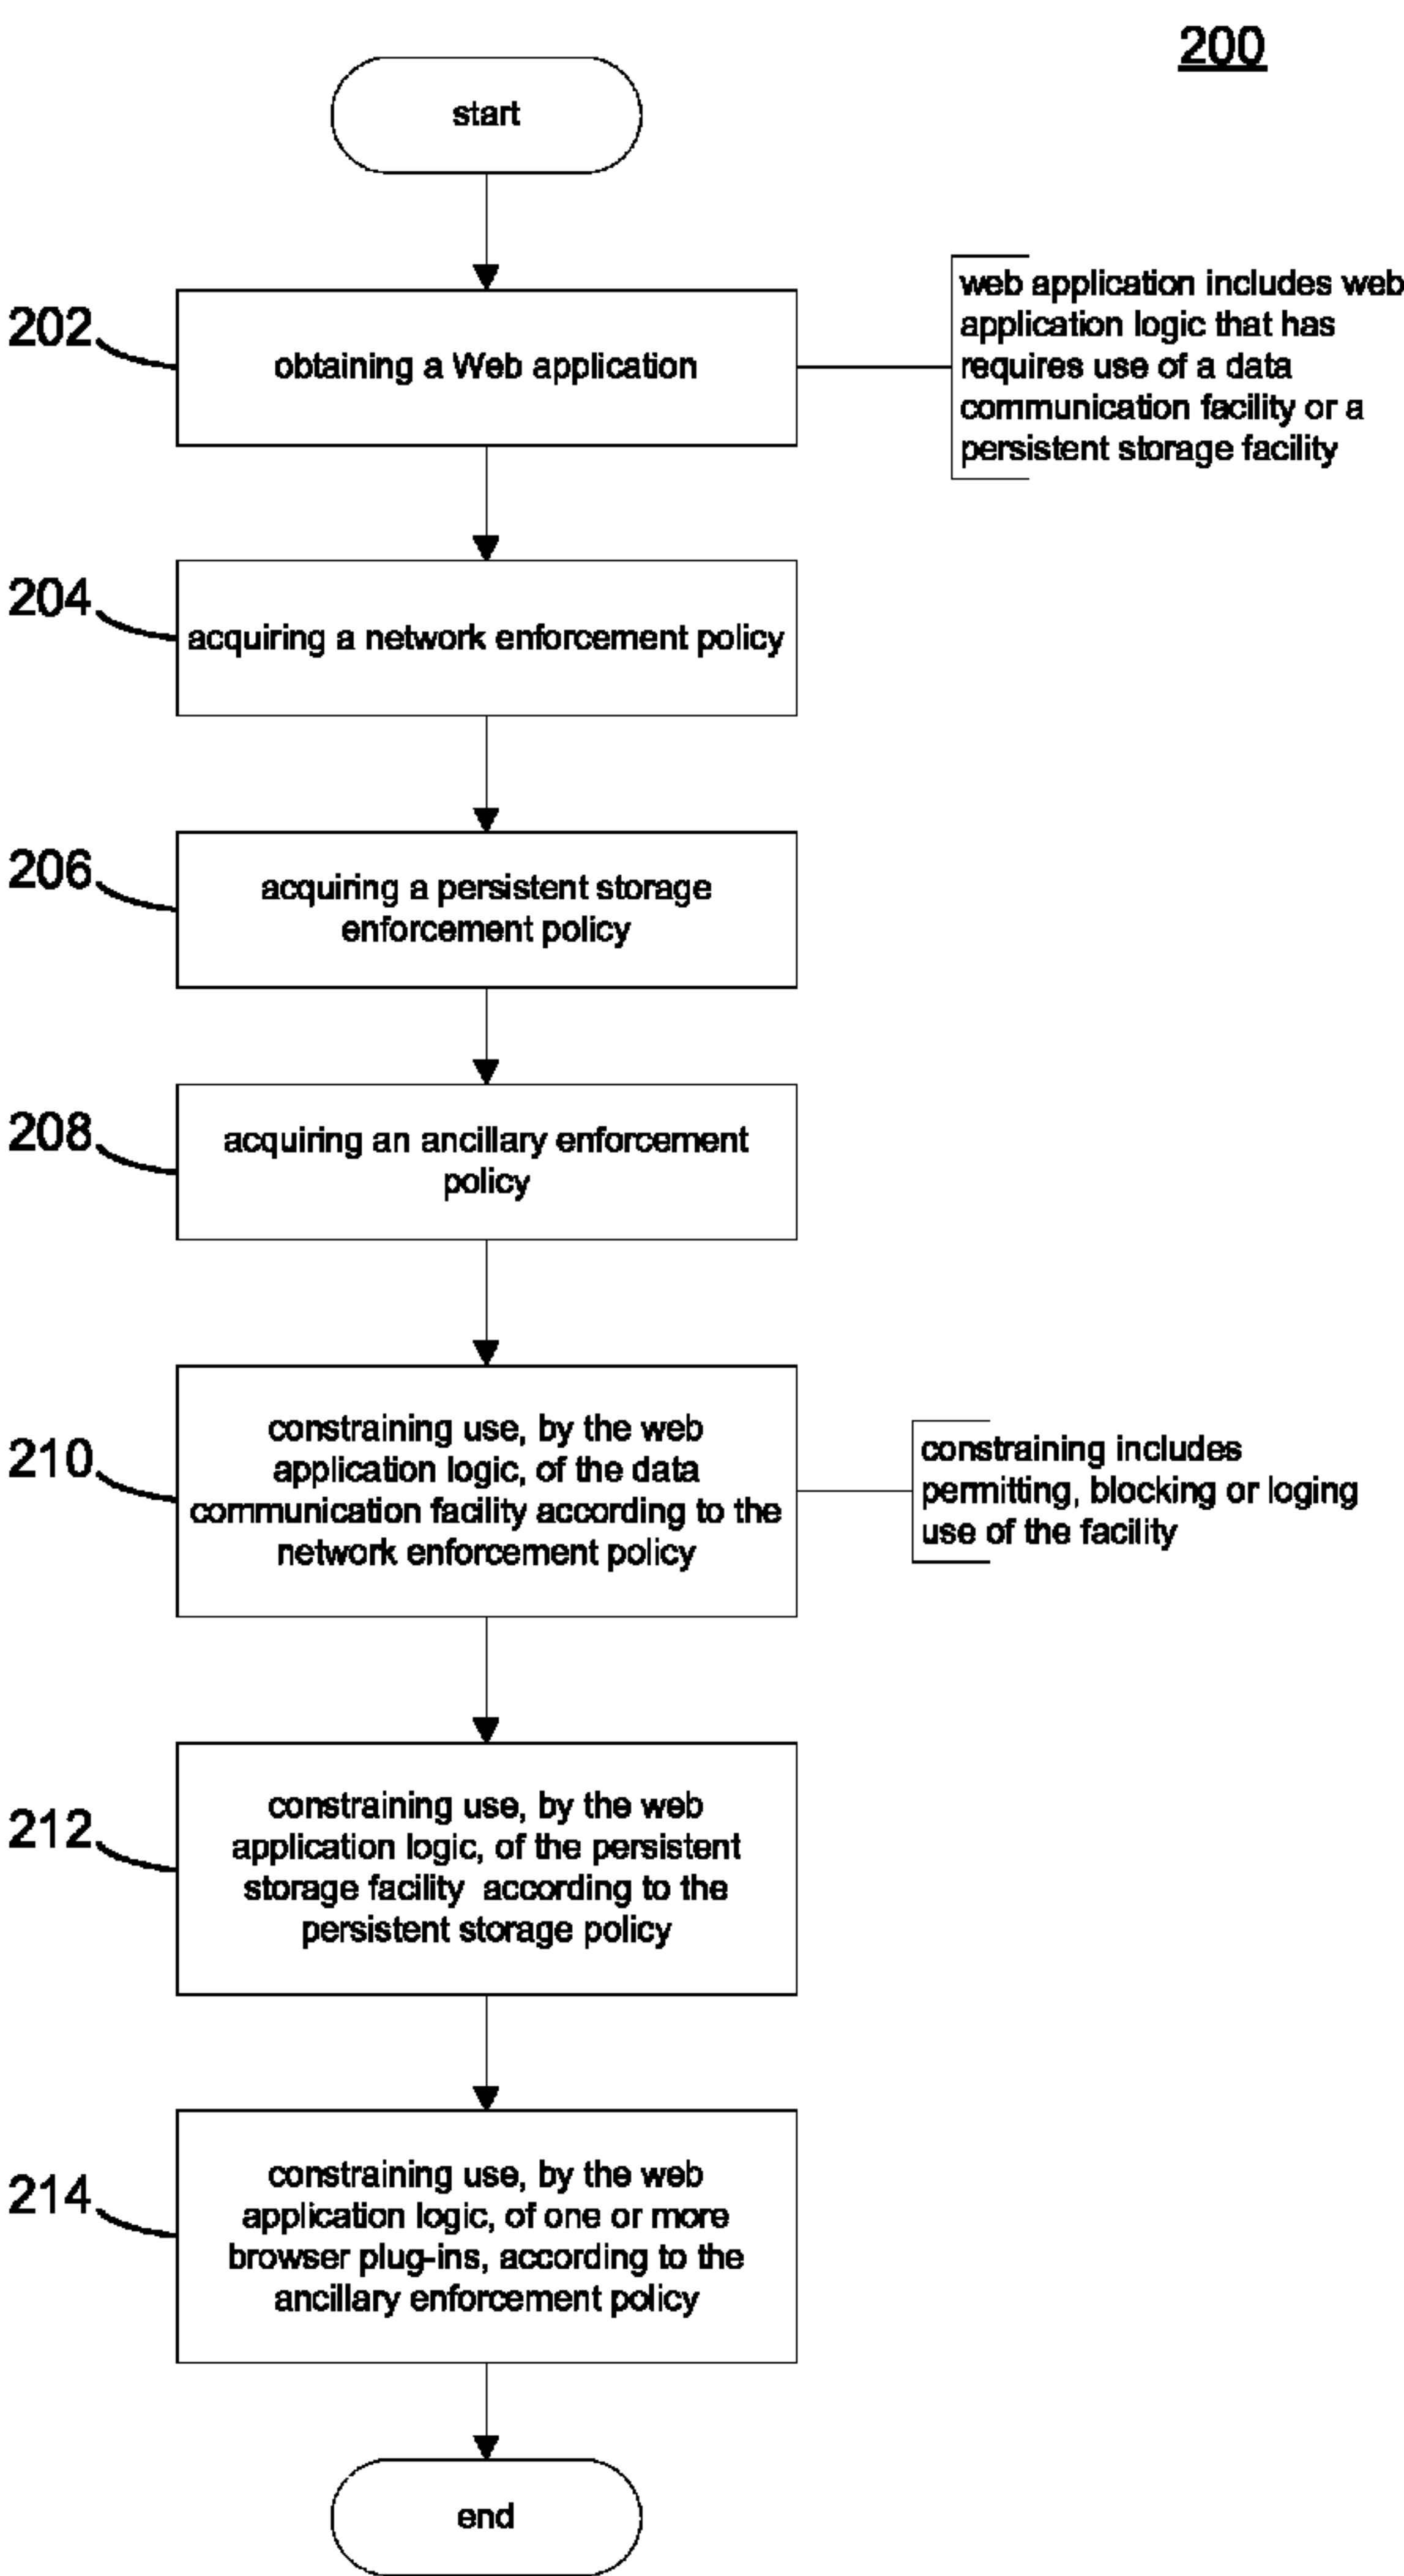 200
start
202
obtaining a Web application
web application includes web
application logic that has
requires use of a data
communication facility or a
persistent storage facility
204
acquiring a network enforcement policy
206
acquiring a persistent storage
enforcement policy
208
acquiring an ancillary enforcement
policy
210
constraining use, by the web
application logic, of the data
communication facility according to the
network enforcement policy
constraining includes
permitting, blocking or loging
use of the facility
212
constraining use, by the web
application logic, of the persistent
storage facility according to the
persistent storage policy
214
constraining use, by the web
application logic, of one or more
browser plug-ins, according to the
ancillary enforcement policy
end